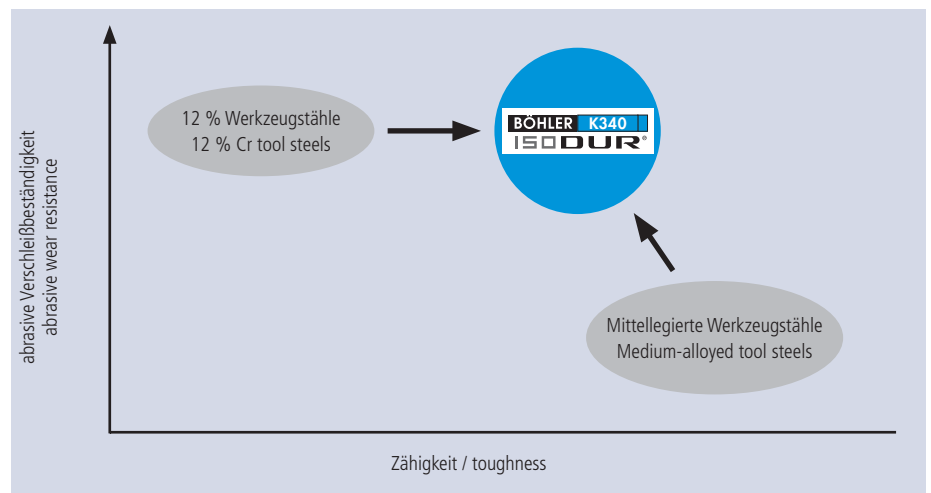 abrasive Verschleißbeständigkeit
abrasive wear resistance
12 % Werkzeugstähle
12 % Cr tool steels
BÖHLER K340
ISODUR®
Mittellegierte Werkzeugstähle
Medium-alloyed tool steels
Zähigkeit / toughness